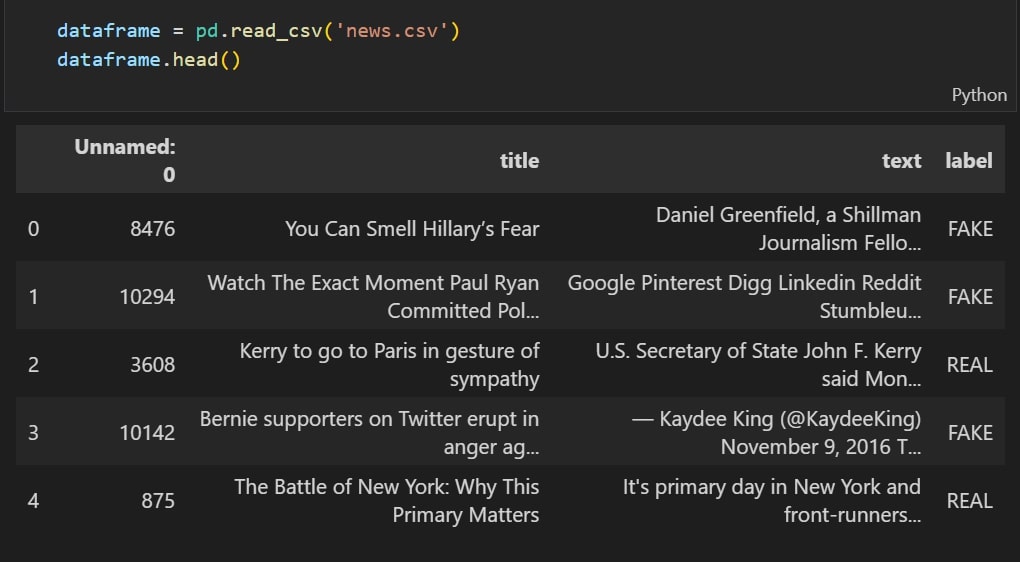 dataframe = pd.read_csv('news.csv')
dataframe.head()
Python
Unnamed: 0 title text label
0 8476 You Can Smell Hillary’s Fear Daniel Greenfield, a Shillman Journalism Fello... FAKE
1 10294 Watch The Exact Moment Paul Ryan Committed Pol... Google Pinterest Digg Linkedin Reddit Stumbleu... FAKE
2 3608 Kerry to go to Paris in gesture of sympathy U.S. Secretary of State John F. Kerry said Mon... REAL
3 10142 Bernie supporters on Twitter erupt in anger ag... — Kaydee King (@KaydeeKing) November 9, 2016 T... FAKE
4 875 The Battle of New York: Why This Primary Matters It's primary day in New York and front-runners... REAL